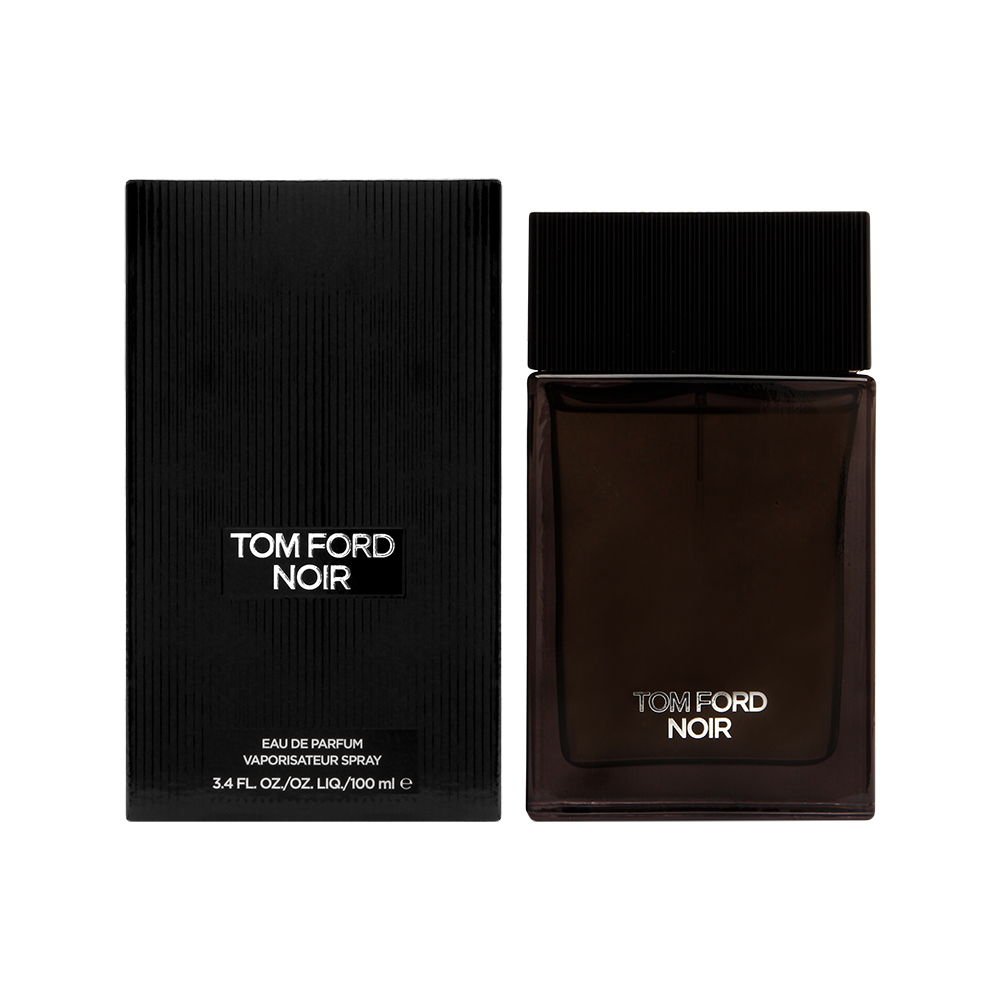 TOM FORD
NOIR
EAU DE PARFUM
VAPORISATEUR SPRAY
3.4 FL. OZ./OZ. LIQ./100 ml ℮
TOM FORD
NOIR